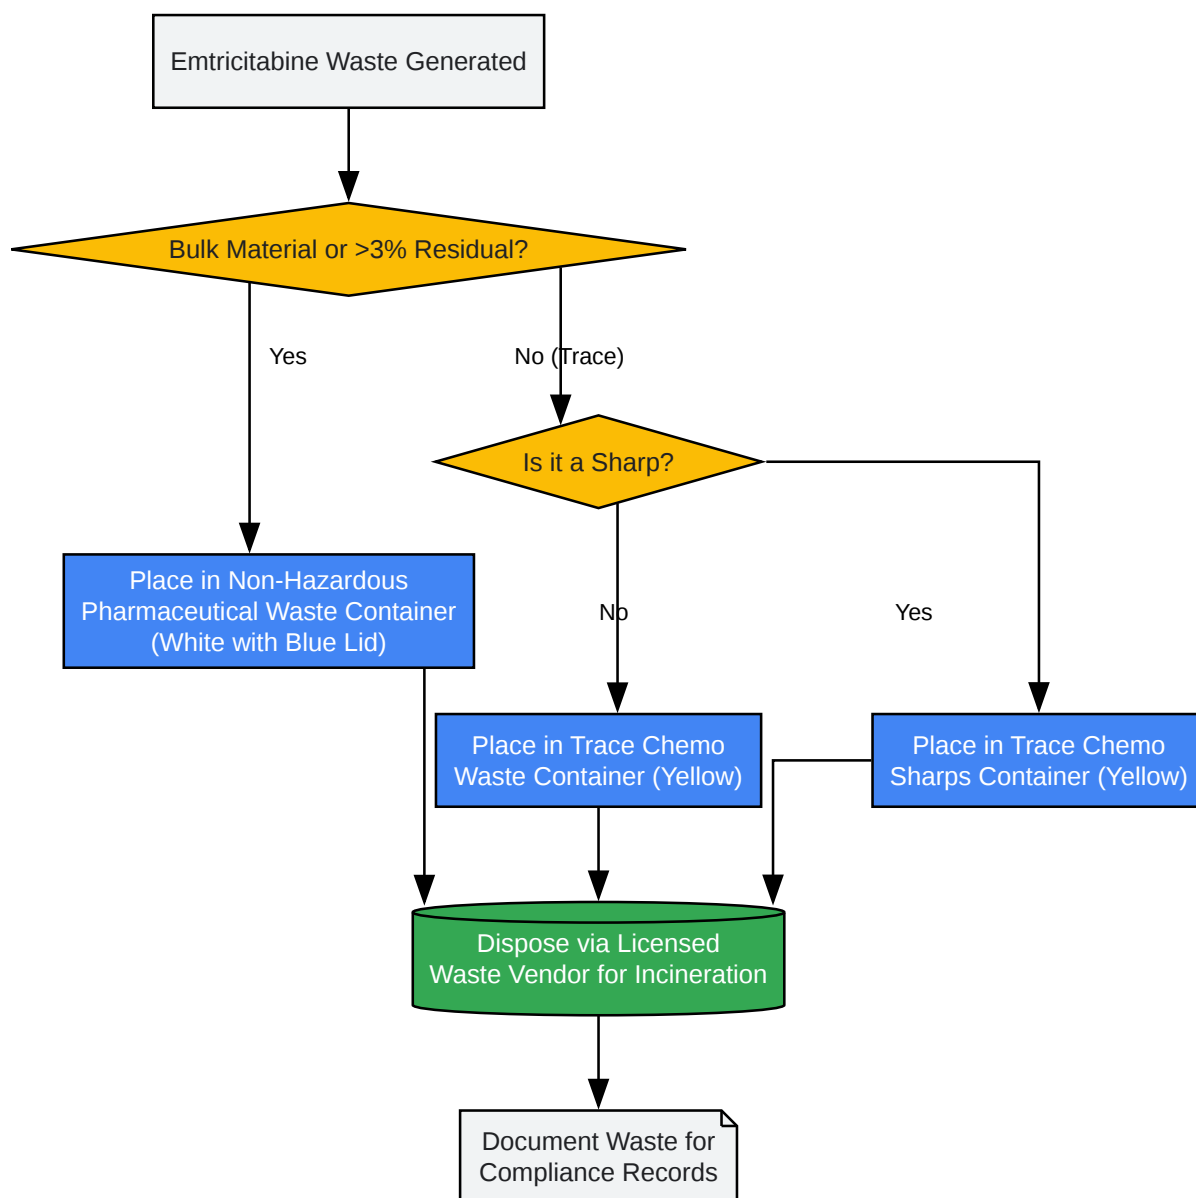 Emtricitabine Waste Generated
Bulk Material or >3% Residual?
Yes
No (Trace)
Is it a Sharp?
Place in Non-Hazardous
Pharmaceutical Waste Container
(White with Blue Lid)
No
Yes
Place in Trace Chemo
Waste Container (Yellow)
Place in Trace Chemo
Sharps Container (Yellow)
Dispose via Licensed
Waste Vendor for Incineration
Document Waste for
Compliance Records